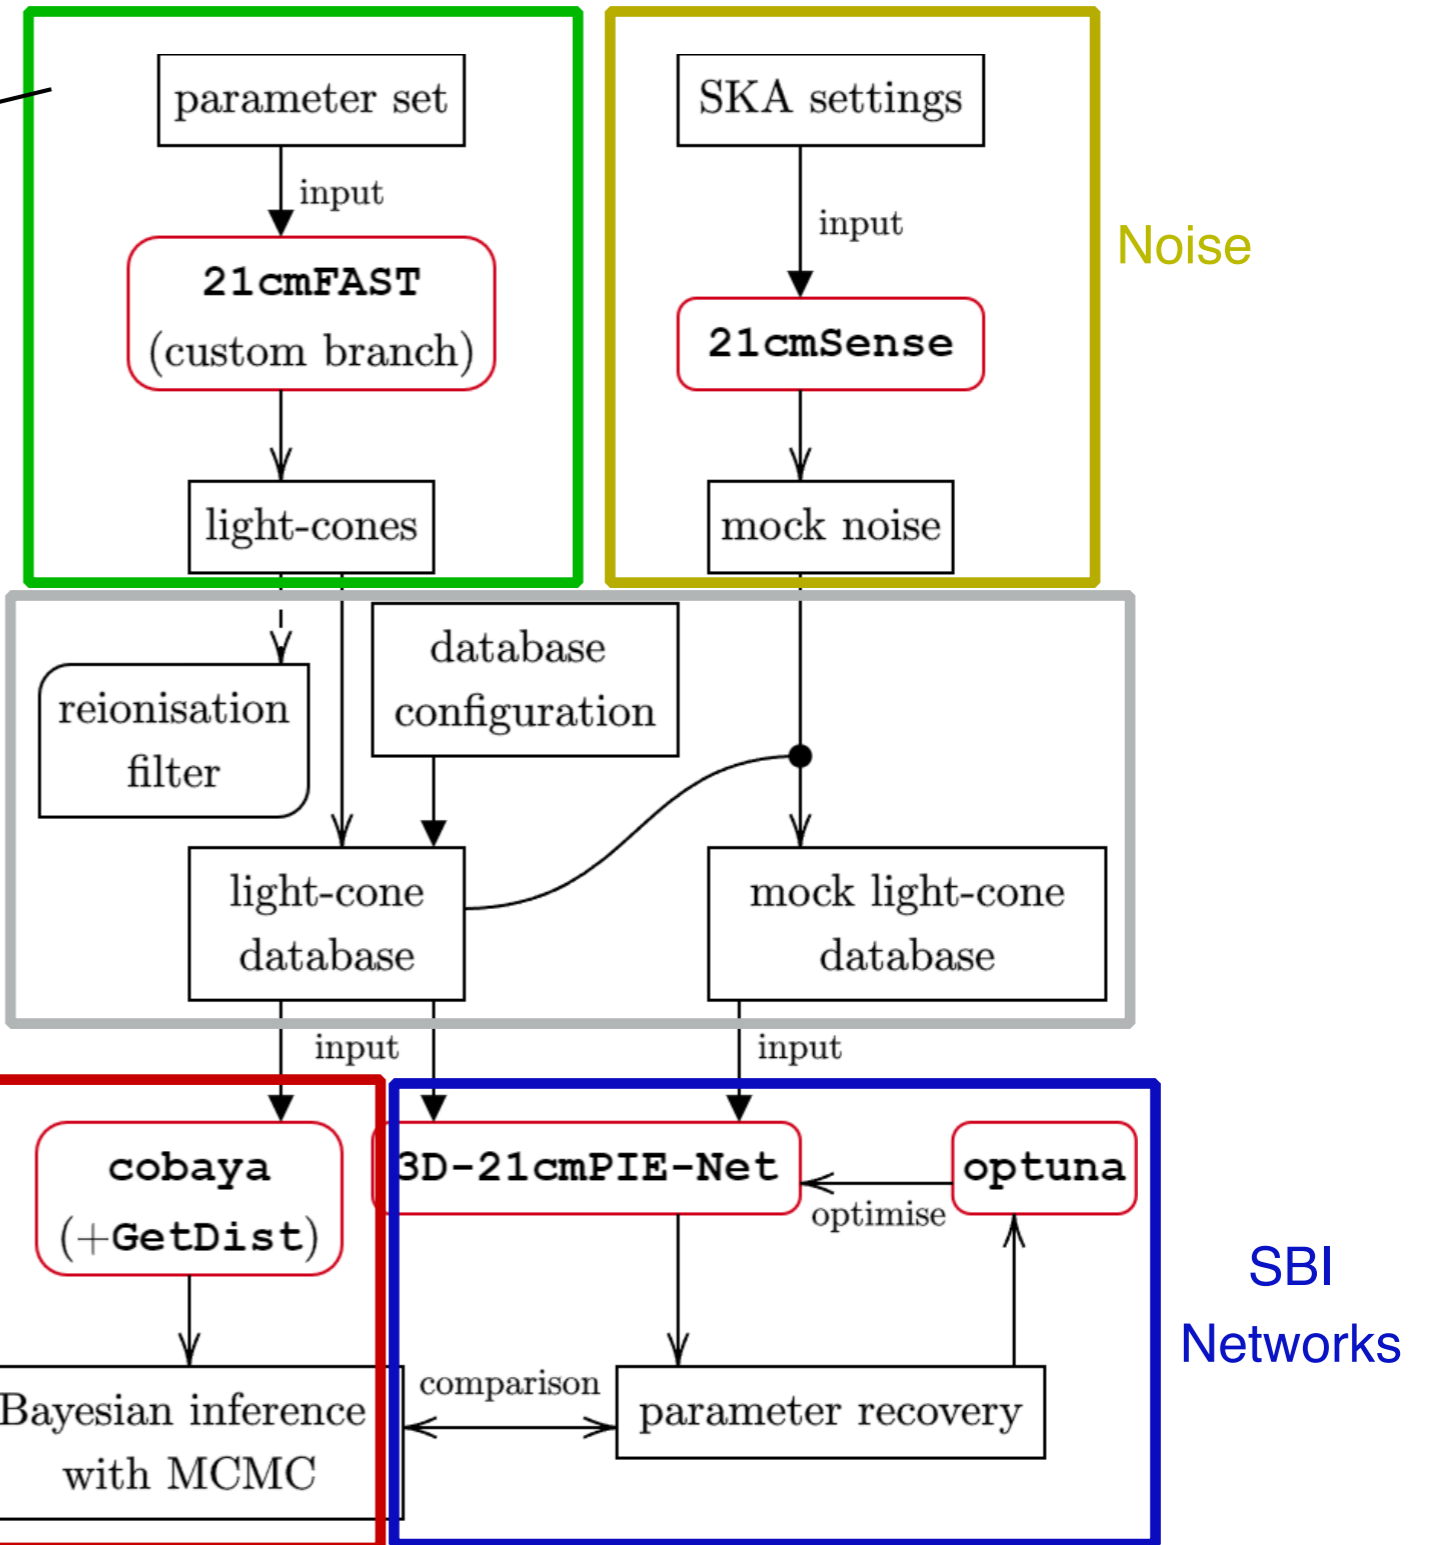 parameter set
input
21cmFAST
(custom branch)
light-cones
SKA settings
input
21cmSense
mock noise
Noise
reionisation
filter
database
configuration
light-cone
database
mock light-cone
database
input
input
cobaya
(+GetDist)
3D-21cmPIE-Net
optimise
optuna
Bayesian inference
with MCMC
comparison
parameter recovery
SBI
Networks